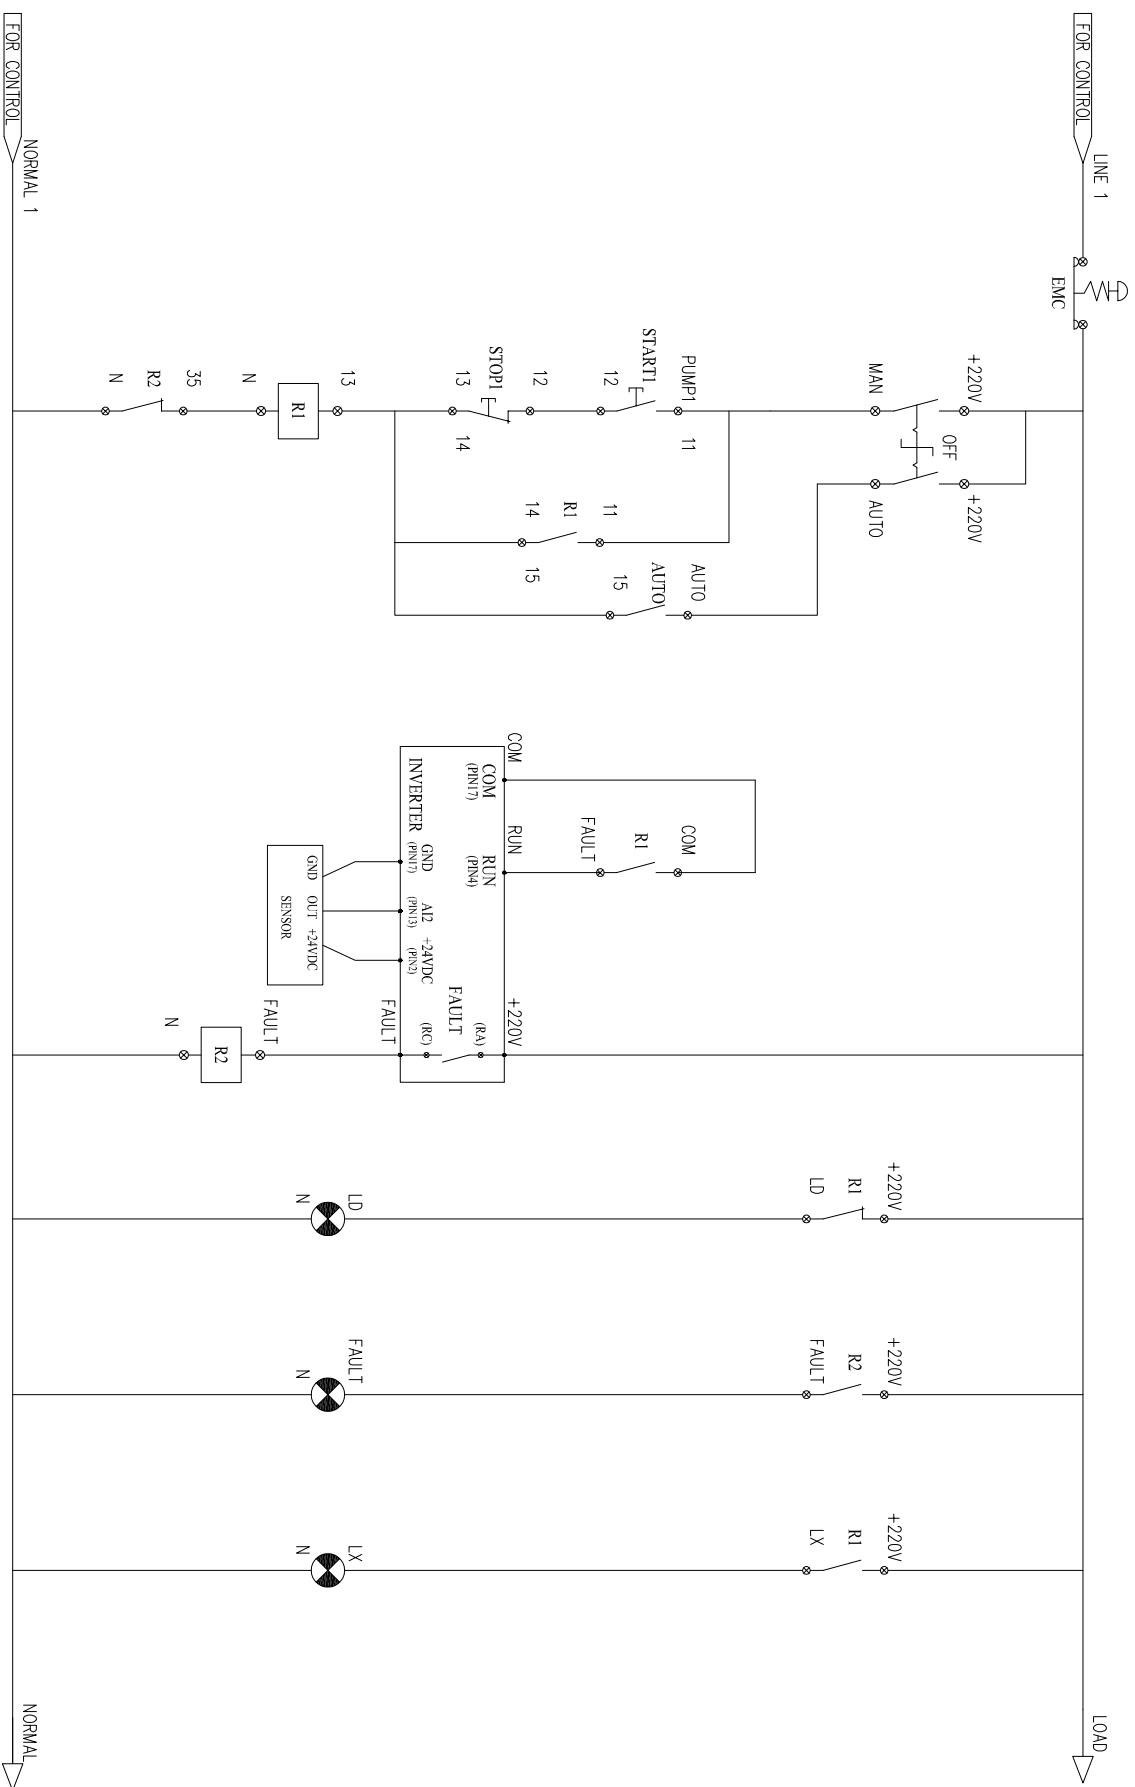 FOR CONTROL
LINE 1
EMC
LOAD
+220V
OFF
+220V
MAN
AUTO
PUMP1
11
START1
12
12
STOP1
13
14
11
R1
14
15
AUTO
AUTO
15
13
R1
N
35
R2
N
COM
R1
FAULT
COM
RUN
+220V
COM
(PIN17)
RUN
(PIN4)
(RA)
FAULT
(RC)
INVERTER
GND
(PIN17)
AI2
(PIN13)
+24VDC
(PIN2)
FAULT
GND
OUT
+24VDC
SENSOR
FAULT
R2
N
+220V
R1
LD
LD
N
+220V
R2
FAULT
FAULT
N
+220V
R1
LX
LX
N
FOR CONTROL
NORMAL 1
NORMAL